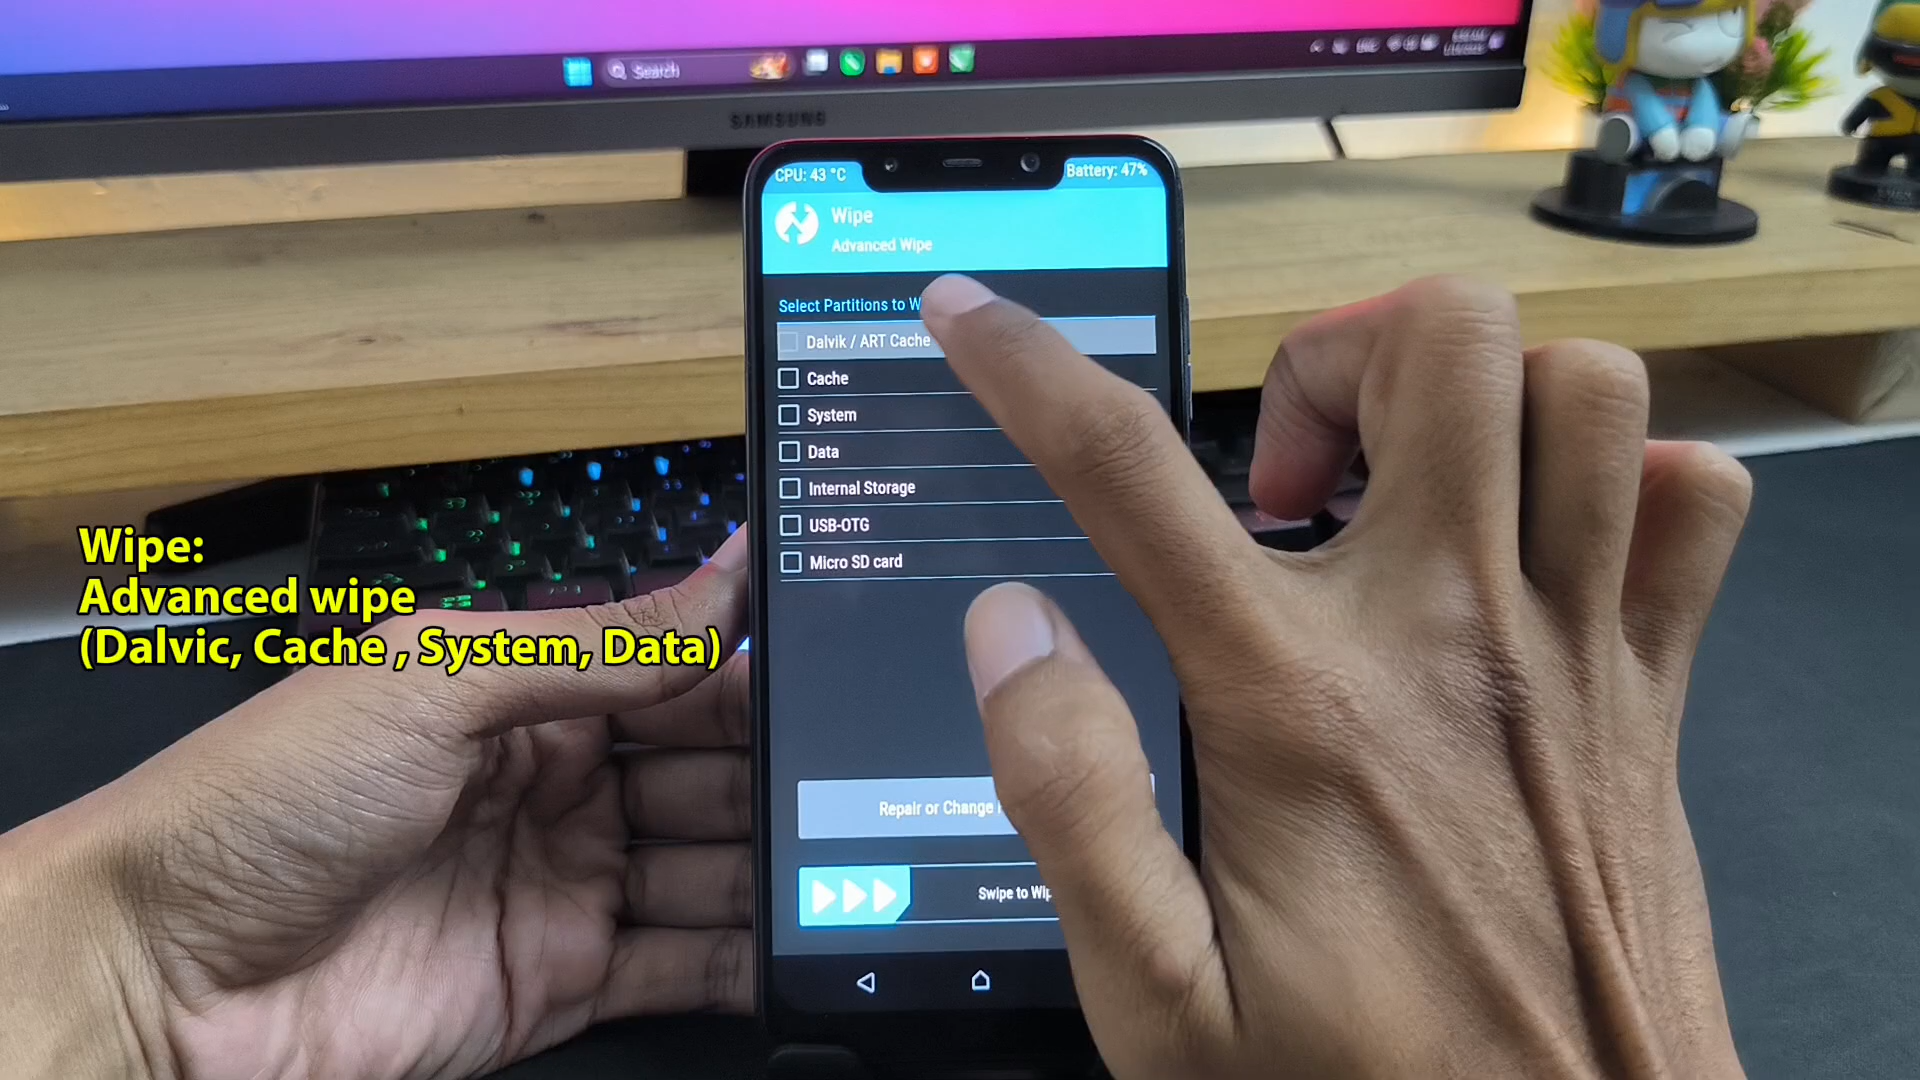 Search
SAMSUNG
CPU: 43 °C
Battery: 47%
Wipe
Advanced Wipe
Select Partitions to W
Dalvik / ART Cache
Cache
System
Data
Internal Storage
USB-OTG
Micro SD card
Repair or Change
Swipe to Wip
Wipe:
Advanced wipe
(Dalvic, Cache , System, Data)